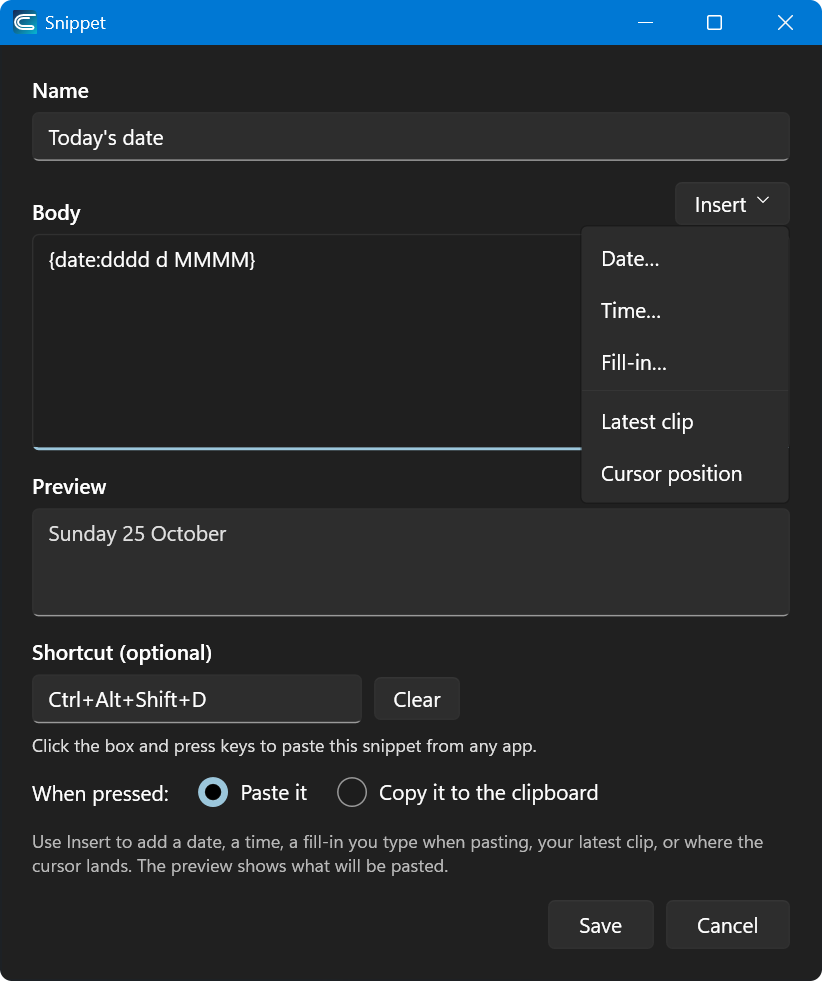 Snippet
Name
Today's date
Insert
Body
{date:dddd d MMMM}
Date...
Time...
Fill-in...
Latest clip
Cursor position
Preview
Sunday 25 October
Shortcut (optional)
Ctrl+Alt+Shift+D
Clear
Click the box and press keys to paste this snippet from any app.
When pressed: Paste it Copy it to the clipboard
Use Insert to add a date, a time, a fill-in you type when pasting, your latest clip, or where the
cursor lands. The preview shows what will be pasted.
Save Cancel